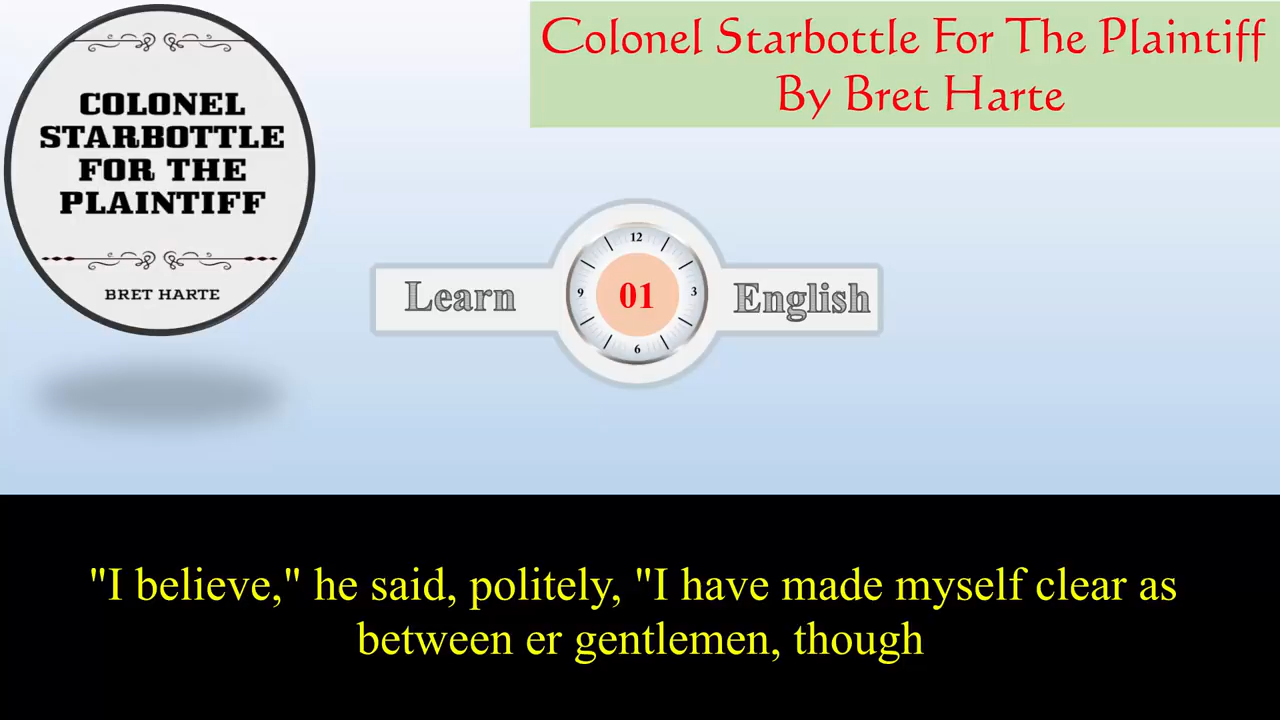 COLONEL
STARBOTTLE
FOR THE
PLAINTIFF
BRET HARTE
Colonel Starbottle For The Plaintiff
By Bret Harte
Learn
12
9
01
3
6
English
"I believe," he said, politely, "I have made myself clear as
between er gentlemen, though